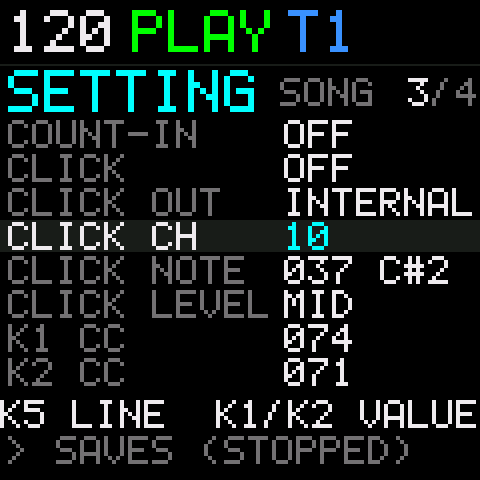 120 PLAY T1
SETTING SONG 3/4
COUNT-IN OFF
CLICK OFF
CLICK OUT INTERNAL
CLICK CH 10
CLICK NOTE 037 C#2
CLICK LEVEL MID
K1 CC 074
K2 CC 071
K5 LINE K1/K2 VALUE
> SAVES (STOPPED)